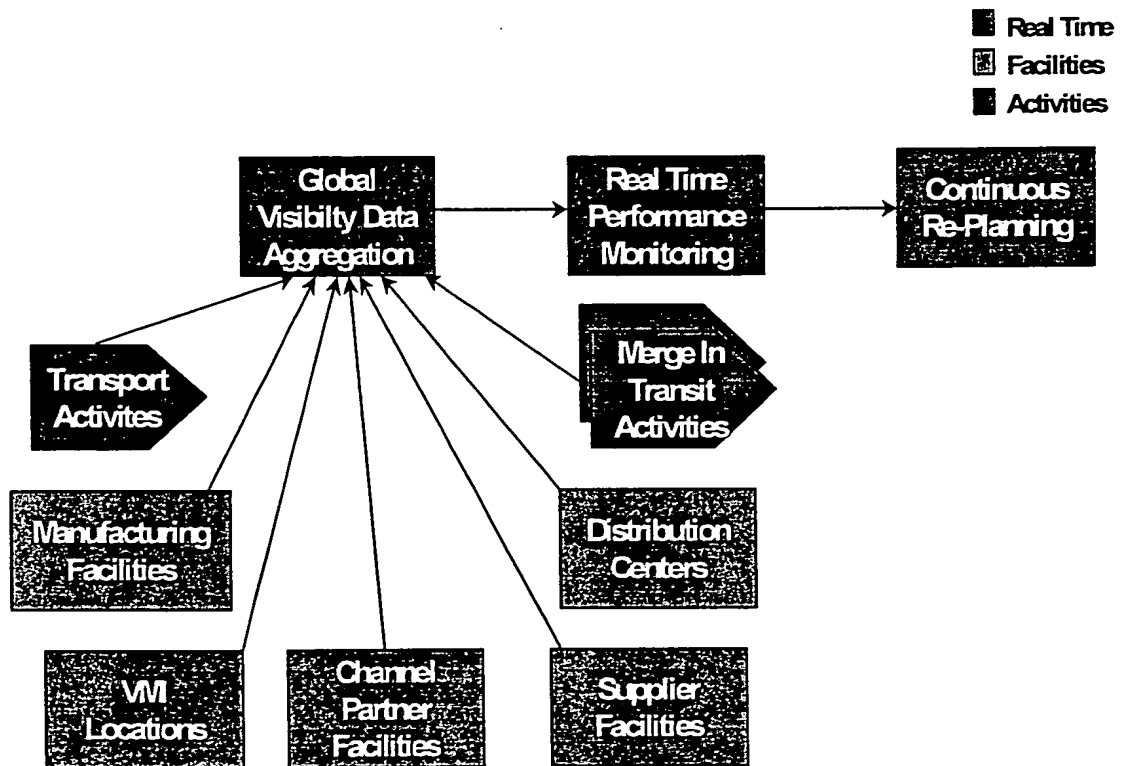 Real Time
Facilities
Activities
Global
Visibilty Data
Aggregation
Real Time
Performance
Monitoring
Continuous
Re-Planning
Transport
Activites
Merge In
Transit
Activities
Manufacturing
Facilities
Distribution
Centers
VMI
Locations
Channel
Partner
Facilities
Supplier
Facilities